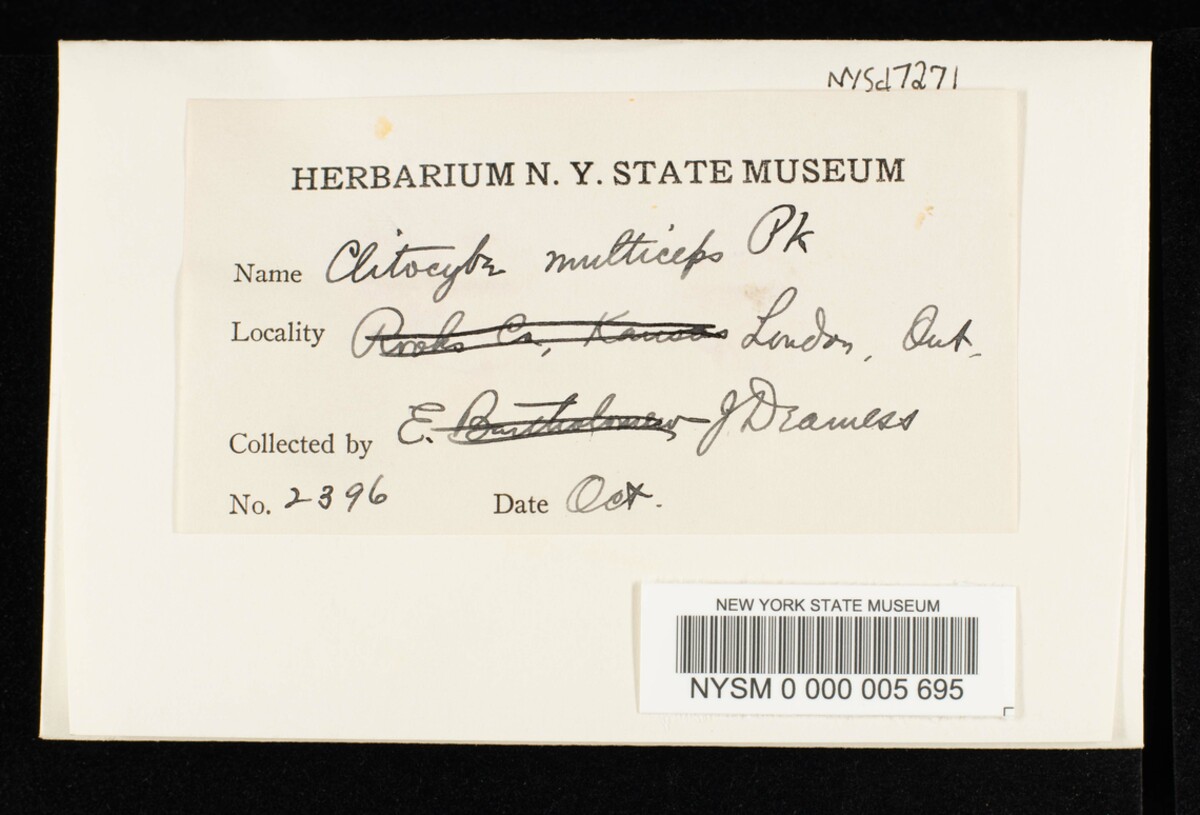 NYSd7271
HERBARIUM N. Y. STATE MUSEUM
Name Clitocybe multiceps Pk
Locality Rooks Co., Kansas London, Ont.
Collected by E. Bartholomew J. Dearness
No. 2396 Date Oct.
NEW YORK STATE MUSEUM
NYSM 0 000 005 695